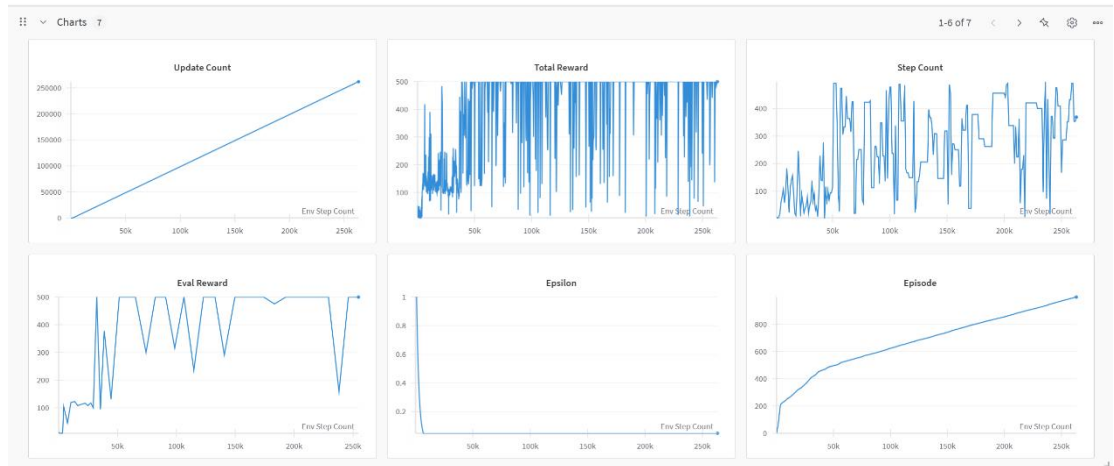 Charts 7
1-6 of 7
Update Count
250000
200000
150000
100000
50000
0
Env Step Count
50k 100k 150k 200k 250k
Total Reward
500
400
300
200
100
Env Step Count
50k 100k 150k 200k 250k
Step Count
400
300
200
100
Env Step Count
50k 100k 150k 200k 250k
Eval Reward
500
400
300
200
100
Env Step Count
50k 100k 150k 200k 250k
Epsilon
1
0.8
0.6
0.4
0.2
Env Step Count
50k 100k 150k 200k 250k
Episode
800
600
400
200
0
Env Step Count
50k 100k 150k 200k 250k